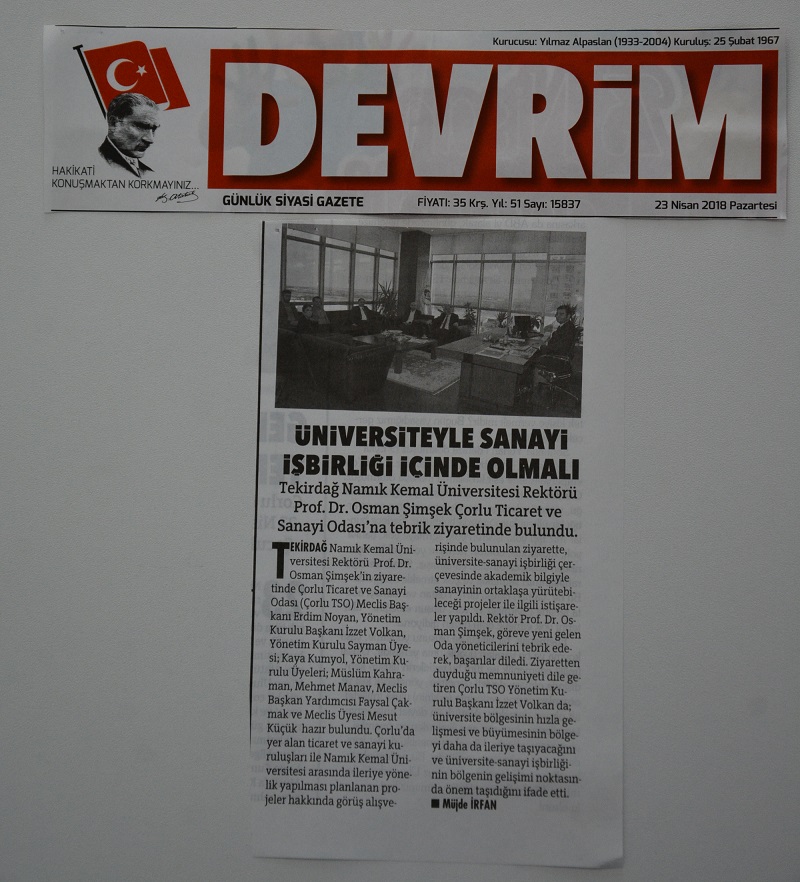 Kurucusu: Yılmaz Alpaslan (1933-2004) Kuruluş: 25 Şubat 1967
DEVRİM
HAKİKATİ
KONUŞMAKTAN KORKMAYINIZ...
GÜNLÜK SİYASİ GAZETE
FİYATI: 35 Krş. Yıl: 51 Sayı: 15837
23 Nisan 2018 Pazartesi
ÜNİVERSİTEYLE SANAYİ
İŞBİRLİĞİ İÇİNDE OLMALI
Tekirdağ Namık Kemal Üniversitesi Rektörü
Prof. Dr. Osman Şimşek Çorlu Ticaret ve
Sanayi Odası'na tebrik ziyaretinde bulundu.
TEKİRDAĞ Namık Kemal Üni-
versitesi Rektörü Prof. Dr.
Osman Şimşek'in ziyare-
tinde Çorlu Ticaret ve Sanayi
Odası (Çorlu TSO) Meclis Baş-
kanı Erdim Noyan, Yönetim
Kurulu Başkanı İzzet Volkan,
Yönetim Kurulu Sayman Üye-
si; Kaya Kumyol, Yönetim Ku-
rulu Üyeleri; Müslüm Kahra-
man, Mehmet Manav, Meclis
Başkan Yardımcısı Faysal Çak-
mak ve Meclis Üyesi Mesut
Küçük hazır bulundu. Çorlu'da
yer alan ticaret ve sanayi ku-
ruluşları ile Namık Kemal Üni-
versitesi arasında ileriye yöne-
lik yapılması planlanan pro-
jeler hakkında görüş alışve-
rişinde bulunulan ziyarette,
üniversite-sanayi işbirliği çer-
çevesinde akademik bilgiyle
sanayinin ortaklaşa yürütebi-
leceği projeler ile ilgili istişare-
ler yapıldı. Rektör Prof. Dr. Os-
man Şimşek, göreve yeni gelen
Oda yöneticilerini tebrik ede-
rek, başarılar diledi. Ziyaretten
duyduğu memnuniyeti dile ge-
tiren Çorlu TSO Yönetim Ku-
rulu Başkanı İzzet Volkan da;
üniversite bölgesinin hızla ge-
lişmesi ve büyümesinin bölge-
yi daha da ileriye taşıyacağını
ve üniversite-sanayi işbirliği-
nin bölgenin gelişimi noktasın-
da önem taşıdığını ifade etti.
■ Müjde İRFAN